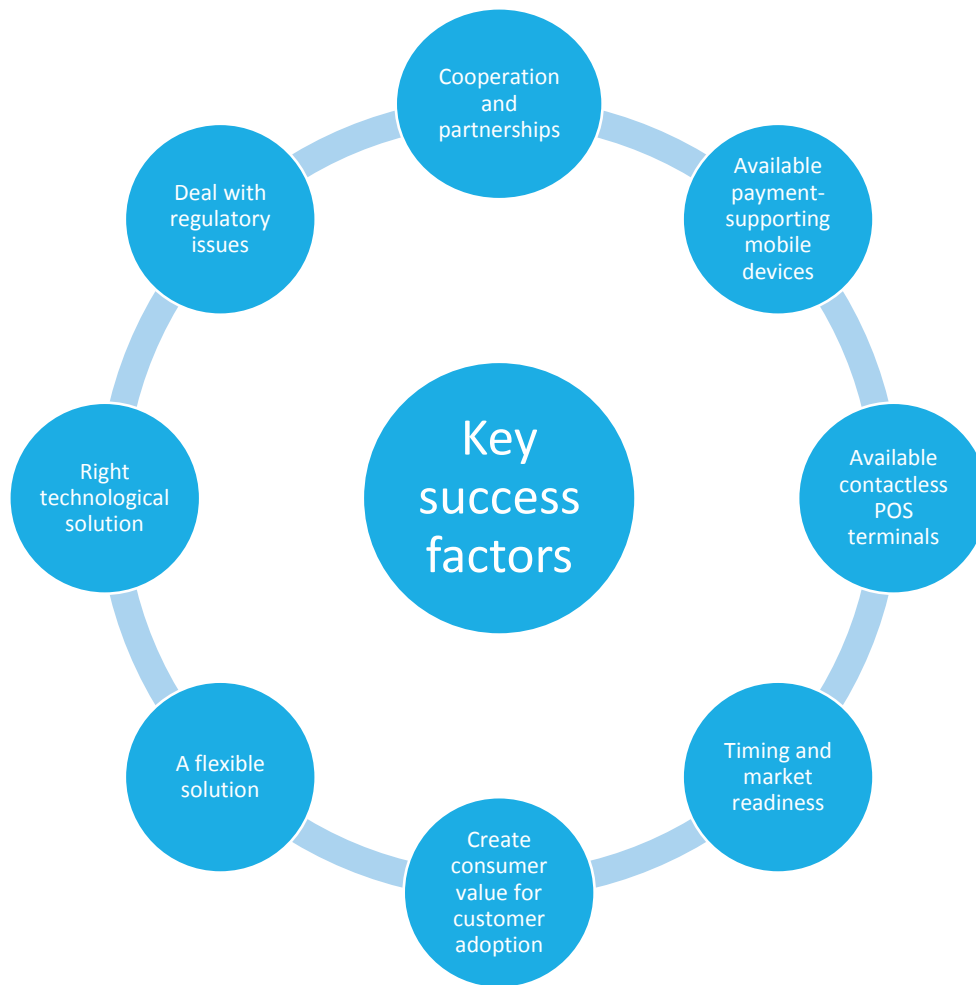 Cooperation
and
partnerships
Available
payment-
supporting
mobile
devices
Available
contactless
POS
terminals
Timing and
market
readiness
Create
consumer
value for
customer
adoption
A flexible
solution
Right
technological
solution
Deal with
regulatory
issues
Key
success
factors